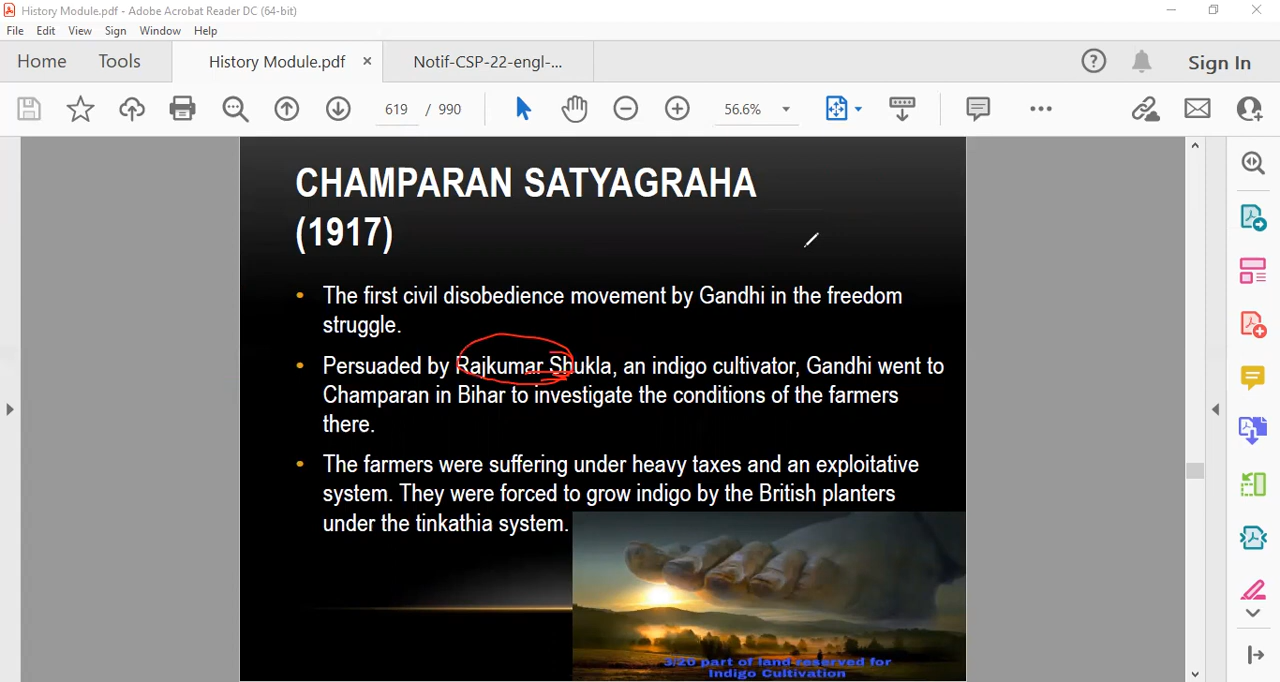 History Module.pdf - Adobe Acrobat Reader DC (64-bit)
File Edit View Sign Window Help
Home Tools History Module.pdf × Notif-CSP-22-engl-... Sign In
619 / 990 56.6%
CHAMPARAN SATYAGRAHA
(1917)
• The first civil disobedience movement by Gandhi in the freedom
struggle.
• Persuaded by Rajkumar Shukla, an indigo cultivator, Gandhi went to
Champaran in Bihar to investigate the conditions of the farmers
there.
• The farmers were suffering under heavy taxes and an exploitative
system. They were forced to grow indigo by the British planters
under the tinkathia system.
3/20 part of land reserved for
Indigo Cultivation